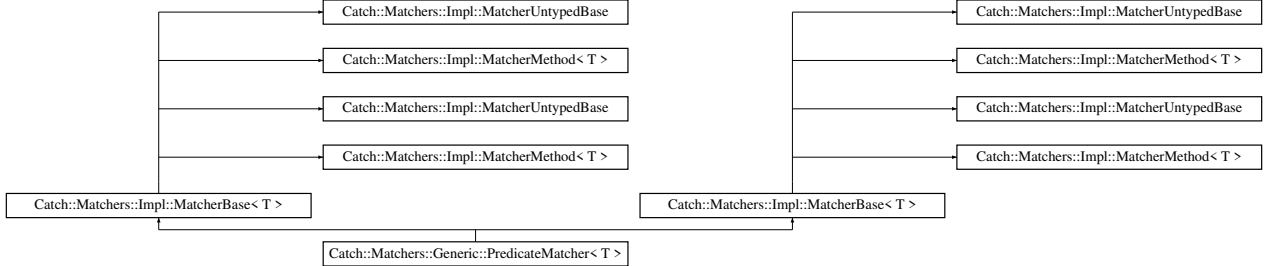 Catch::Matchers::Impl::MatcherUntypedBase
Catch::Matchers::Impl::MatcherUntypedBase
Catch::Matchers::Impl::MatcherMethod< T >
Catch::Matchers::Impl::MatcherMethod< T >
Catch::Matchers::Impl::MatcherUntypedBase
Catch::Matchers::Impl::MatcherUntypedBase
Catch::Matchers::Impl::MatcherMethod< T >
Catch::Matchers::Impl::MatcherMethod< T >
Catch::Matchers::Impl::MatcherBase< T >
Catch::Matchers::Impl::MatcherBase< T >
Catch::Matchers::Generic::PredicateMatcher< T >